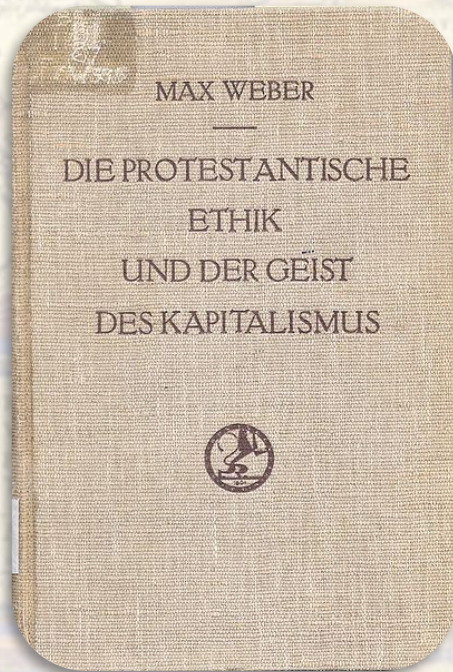 MAX WEBER
DIE PROTESTANTISCHE
ETHIK
UND DER GEIST
DES KAPITALISMUS